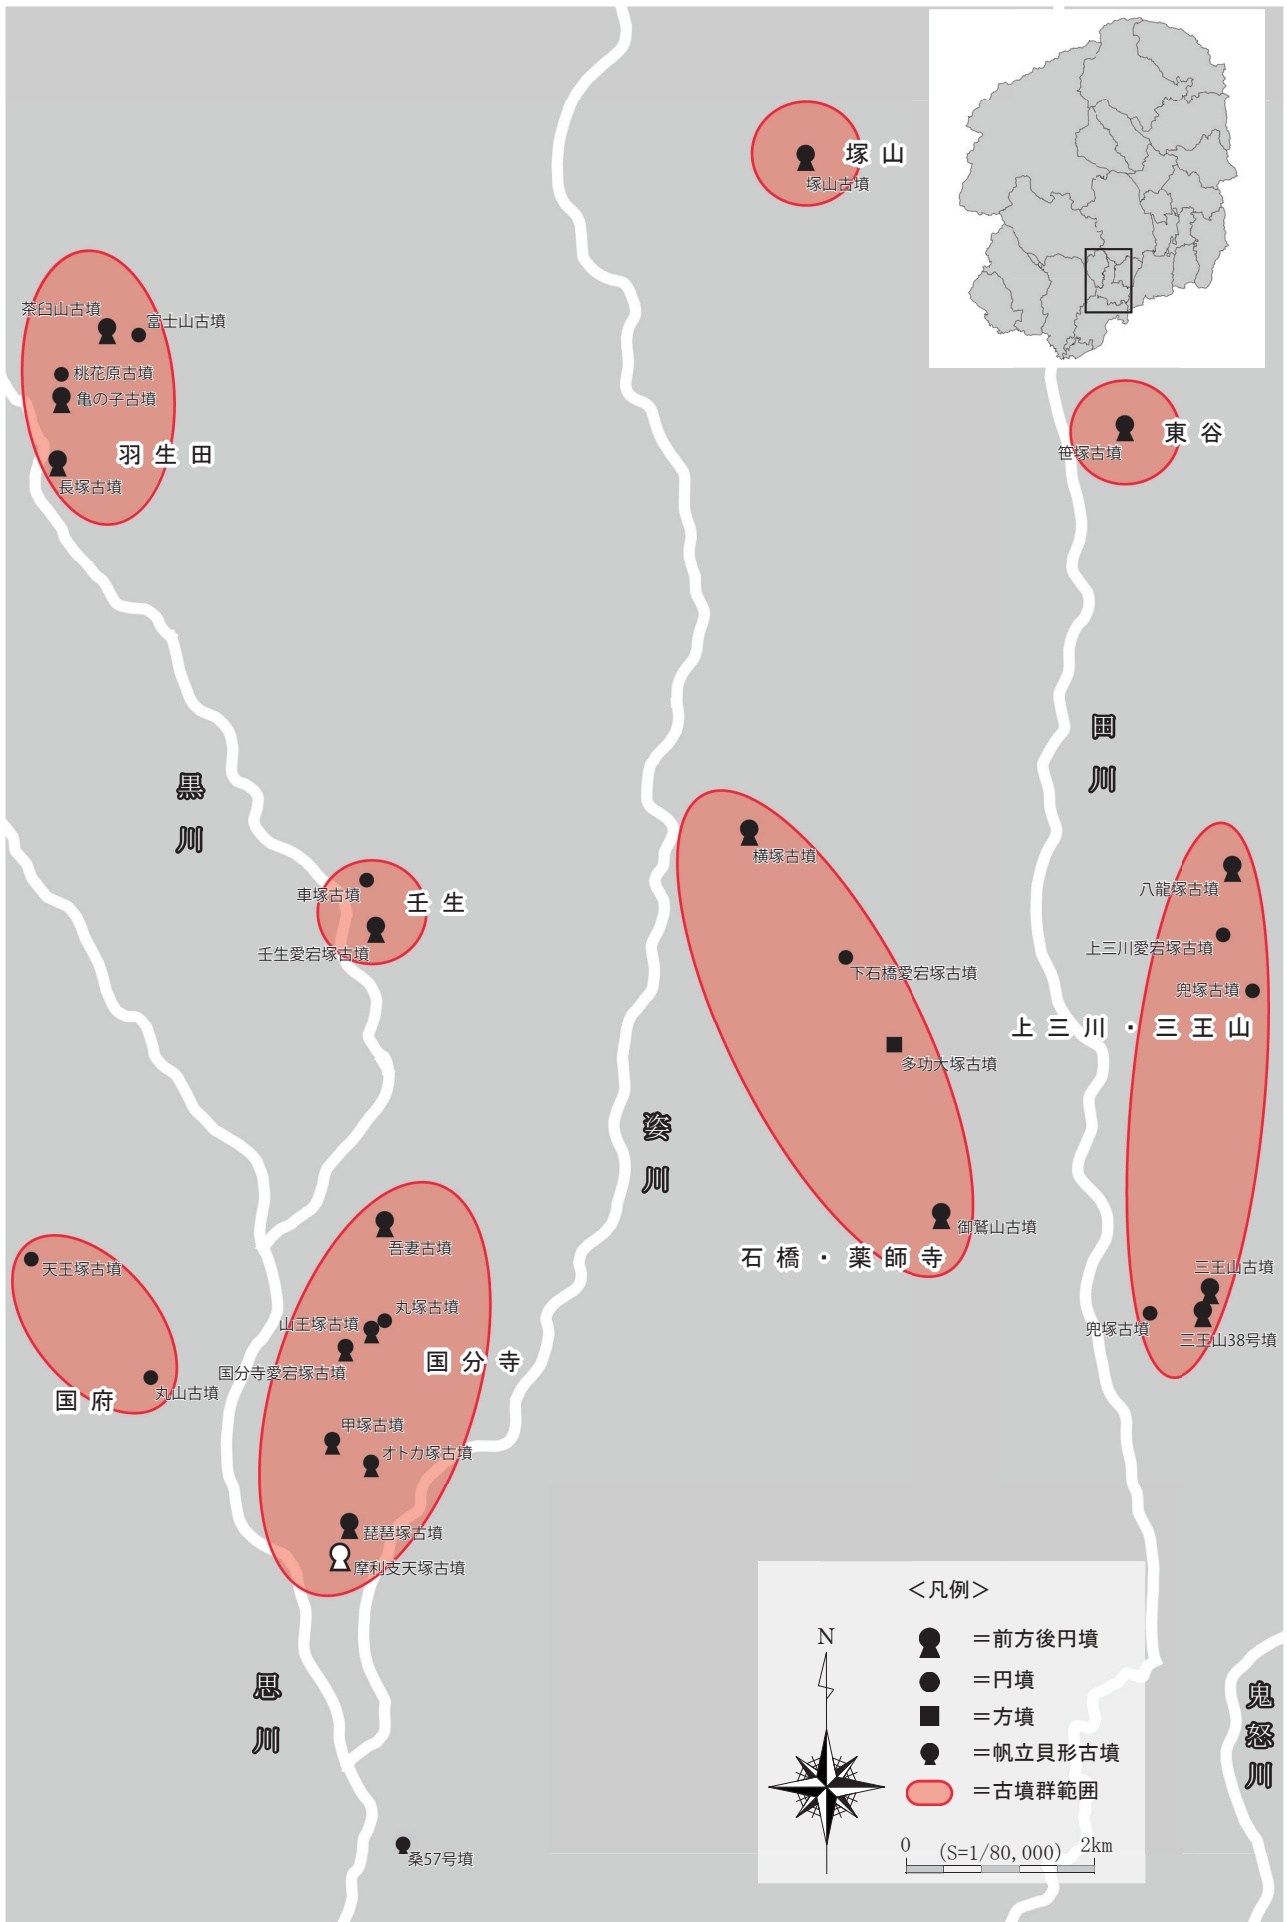 塚山
塚山古墳
茶臼山古墳
富士山古墳
桃花原古墳
亀の子古墳
羽生田
長塚古墳
東谷
笹塚古墳
田川
黒川
横塚古墳
八龍塚古墳
車塚古墳
壬生
壬生愛宕塚古墳
下石橋愛宕塚古墳
上三川愛宕塚古墳
兜塚古墳
上三川・三王山
多功大塚古墳
姿川
御鷲山古墳
石橋・薬師寺
吾妻古墳
天王塚古墳
三王山古墳
丸塚古墳
山王塚古墳
兜塚古墳
三王山38号墳
国分寺
国分寺愛宕塚古墳
丸山古墳
国府
甲塚古墳
オトカ塚古墳
琵琶塚古墳
摩利支天塚古墳
思川
鬼怒川
桑57号墳
＜凡例＞
N
＝前方後円墳
＝円墳
＝方墳
＝帆立貝形古墳
＝古墳群範囲
0 (S=1/80,000) 2km